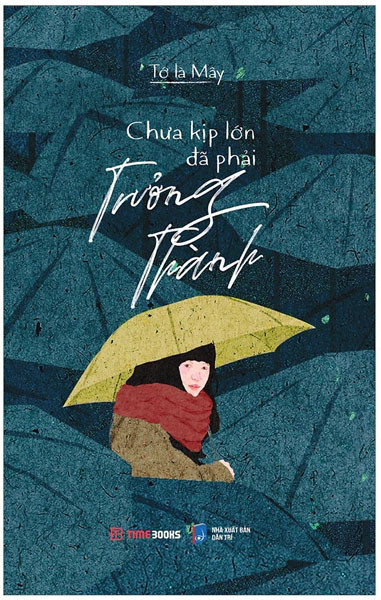 Tớ là Mây
Chưa kịp lớn
đã phải
Trưởng
Thành
TIMEBOOKS
NHÀ XUẤT BẢN
DÂN TRÍ